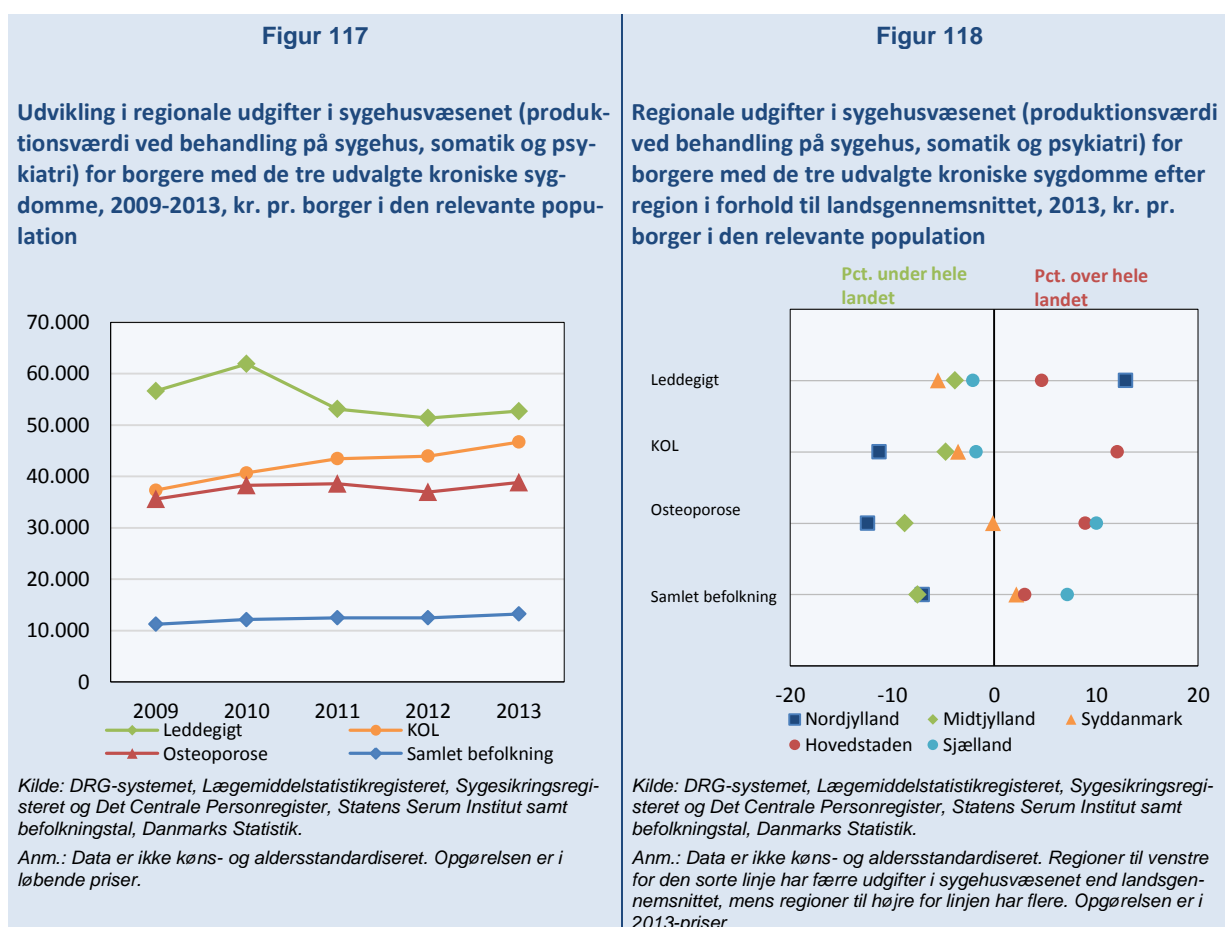 Figur 117
Udvikling i regionale udgifter i sygehusvæsenet (produk-
tionsværdi ved behandling på sygehus, somatik og psy-
kiatri) for borgere med de tre udvalgte kroniske syg-
domme, 2009-2013, kr. pr. borger i den relevante popu-
lation
70.000
60.000
50.000
40.000
30.000
20.000
10.000
0
2009 2010 2011 2012 2013
Leddegigt KOL
Osteoporose Samlet befolkning
Kilde: DRG-systemet, Lægemiddelstatistikregisteret, Sygesikringsregi-
steret og Det Centrale Personregister, Statens Serum Institut samt
befolkningstal, Danmarks Statistik.
Anm.: Data er ikke køns- og aldersstandardiseret. Opgørelsen er i
løbende priser.
Figur 118
Regionale udgifter i sygehusvæsenet (produktionsværdi
ved behandling på sygehus, somatik og psykiatri) for
borgere med de tre udvalgte kroniske sygdomme efter
region i forhold til landsgennemsnittet, 2013, kr. pr.
borger i den relevante population
Pct. under hele
landet
Pct. over hele
landet
Leddegigt
KOL
Osteoporose
Samlet befolkning
-20 -10 0 10 20
Nordjylland Midtjylland Syddanmark
Hovedstaden Sjælland
Kilde: DRG-systemet, Lægemiddelstatistikregisteret, Sygesikringsregi-
steret og Det Centrale Personregister, Statens Serum Institut samt
befolkningstal, Danmarks Statistik.
Anm.: Data er ikke køns- og aldersstandardiseret. Regioner til venstre
for den sorte linje har færre udgifter i sygehusvæsenet end landsgen-
nemsnittet, mens regioner til højre for linjen har flere. Opgørelsen er i
2013-priser